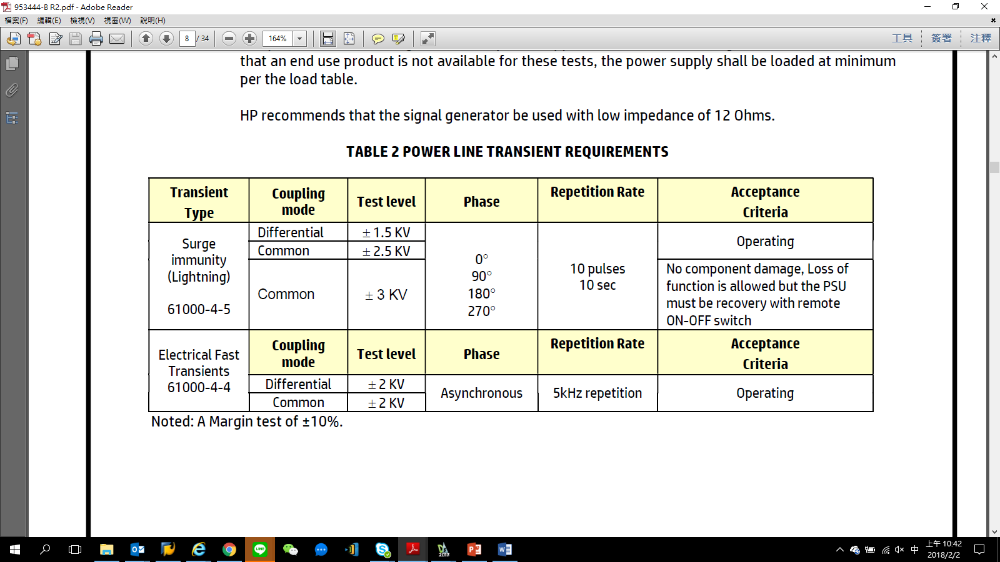 953444-B R2.pdf - Adobe Reader
檔案(F) 編輯(E) 檢視(V) 視窗(W) 說明(H)
8 / 34 164% 工具 簽署 注釋
that an end use product is not available for these tests, the power supply shall be loaded at minimum
per the load table.
HP recommends that the signal generator be used with low impedance of 12 Ohms.
TABLE 2 POWER LINE TRANSIENT REQUIREMENTS
Transient
Type
Coupling
mode
Test level
Phase
Repetition Rate
Acceptance
Criteria
Surge
immunity
(Lightning)
61000-4-5
Differential
± 1.5 KV
Common
± 2.5 KV
Common
± 3 KV
0°
90°
180°
270°
10 pulses
10 sec
Operating
No component damage, Loss of
function is allowed but the PSU
must be recovery with remote
ON-OFF switch
Electrical Fast
Transients
61000-4-4
Coupling
mode
Test level
Phase
Repetition Rate
Acceptance
Criteria
Differential
± 2 KV
Common
± 2 KV
Asynchronous
5kHz repetition
Operating
Noted: A Margin test of ±10%.
LINE
2017
中
上午 10:42
2018/2/2